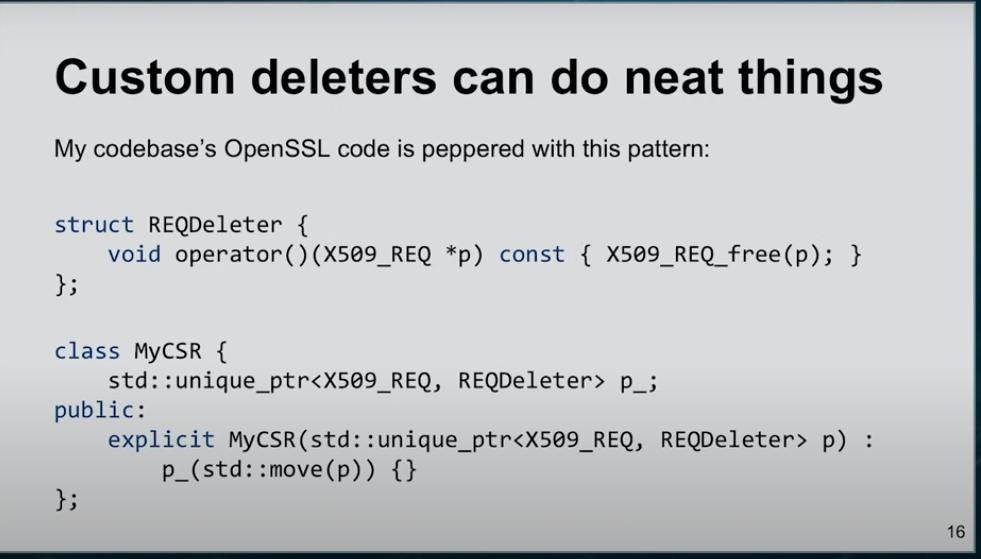 Custom deleters can do neat things
My codebase’s OpenSSL code is peppered with this pattern:
struct REQDeleter {
    void operator()(X509_REQ *p) const { X509_REQ_free(p); }
};
class MyCSR {
    std::unique_ptr<X509_REQ, REQDeleter> p_;
public:
    explicit MyCSR(std::unique_ptr<X509_REQ, REQDeleter> p) :
        p_(std::move(p)) {}
};
16